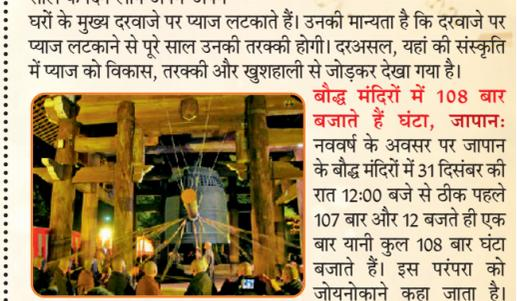 घरों के मुख्य दरवाजे पर प्याज लटकाते हैं। उनकी मान्यता है कि दरवाजे पर
प्याज लटकाने से पूरे साल उनकी तरक्की होगी। दरअसल, यहां की संस्कृति
में प्याज को विकास, तरक्की और खुशहाली से जोड़कर देखा गया है।
बौद्ध मंदिरों में 108 बार
बजाते हैं घंटा, जापान:
नववर्ष के अवसर पर जापान
के बौद्ध मंदिरों में 31 दिसंबर की
रात 12:00 बजे से ठीक पहले
107 बार और 12 बजते ही एक
बार यानी कुल 108 बार घंटा
बजाते हैं। इस परंपरा को
जोयनोकाने कहा जाता है।